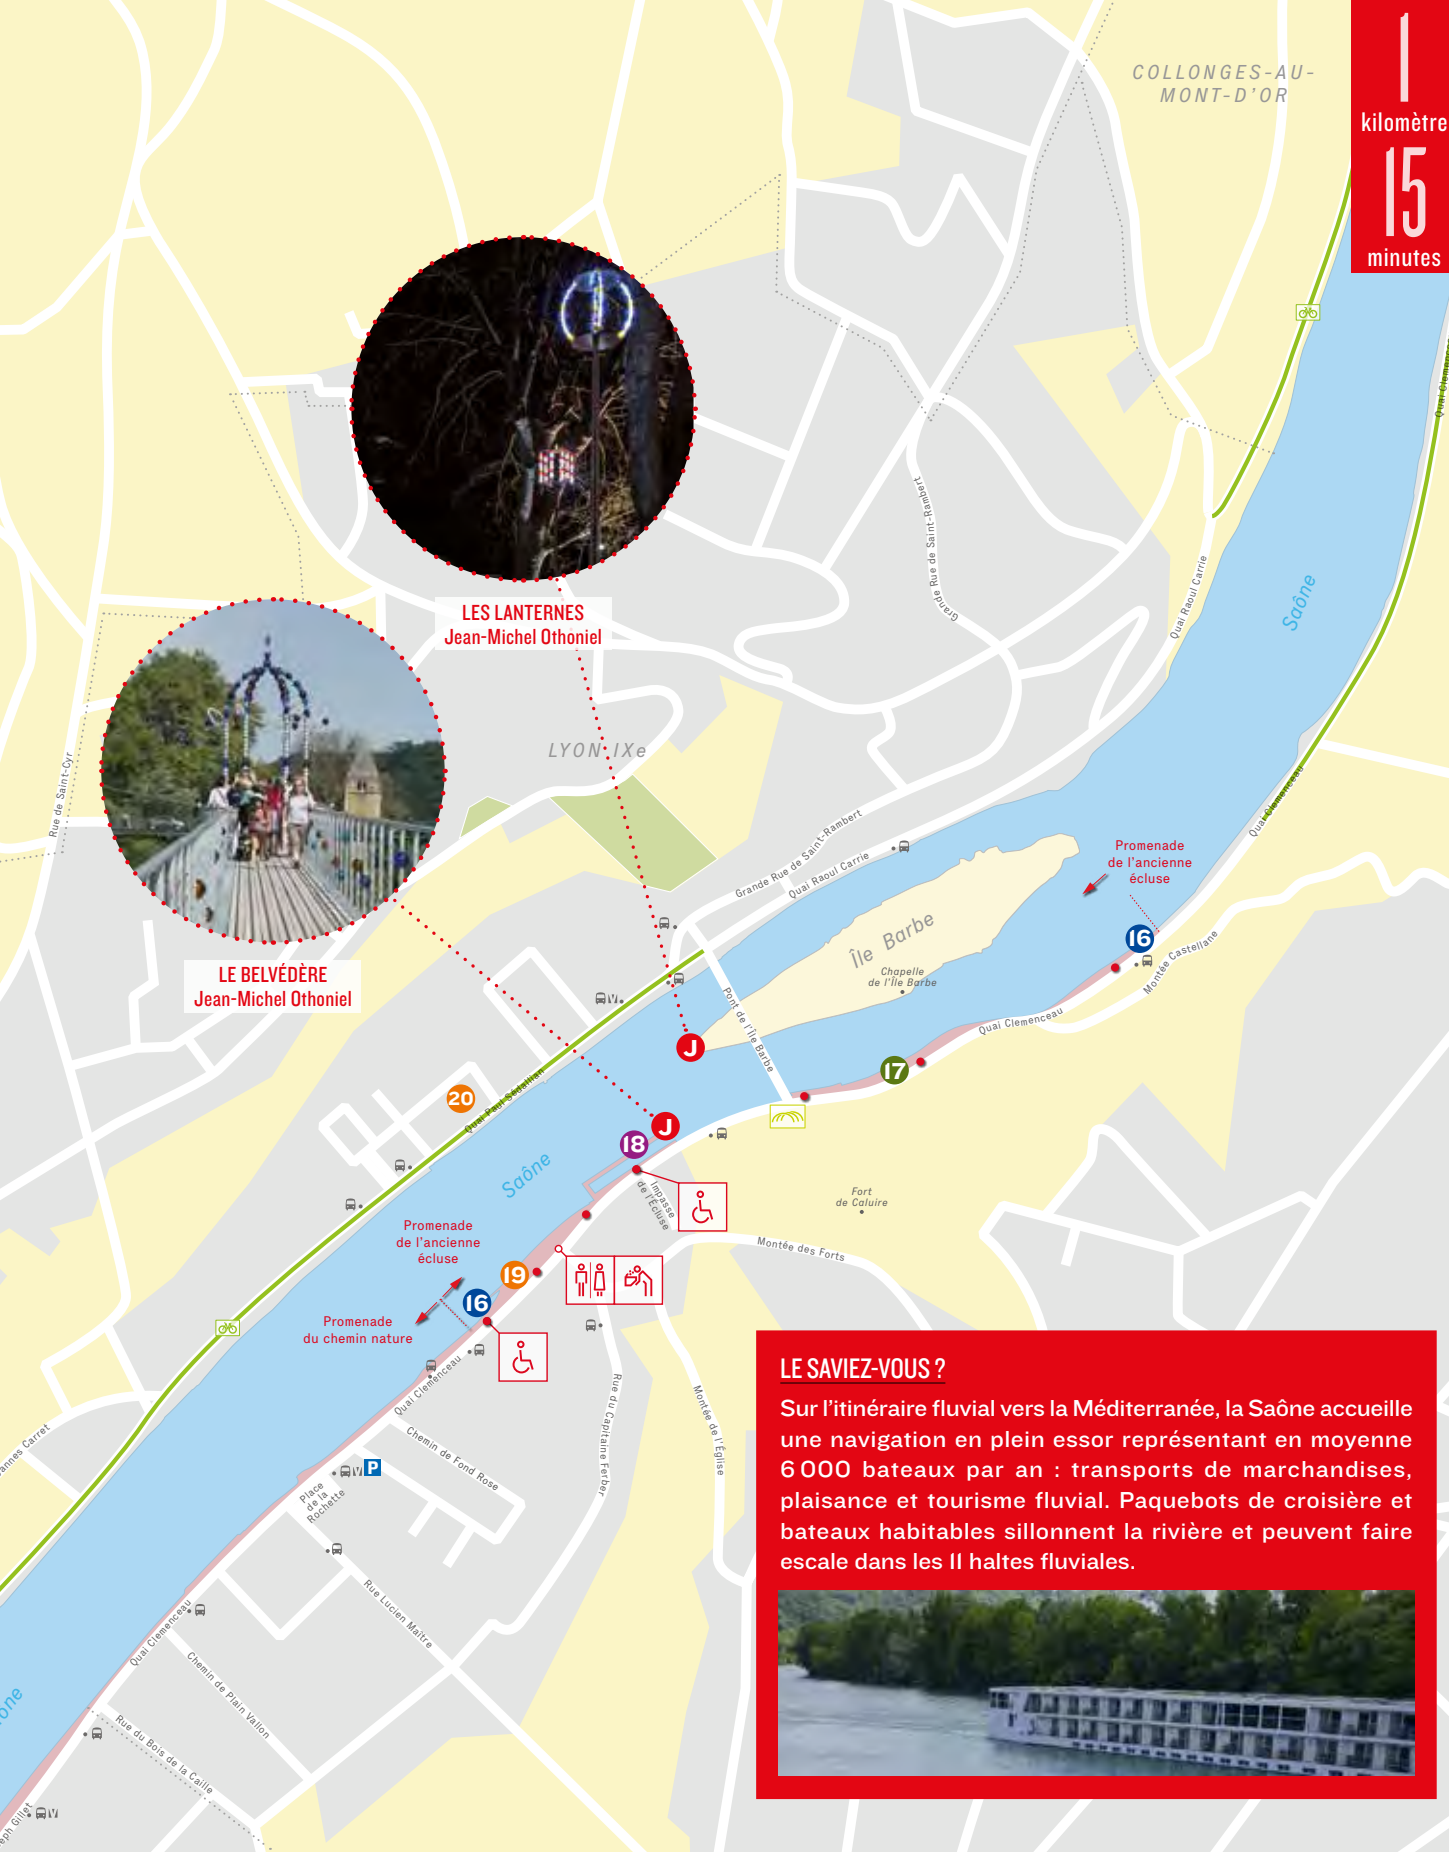 COLLONGES-AU-
MONT-D'OR
1
kilomètre
15
minutes
Quai Clemenceau
Saône
Quai Raoul Carrie
Grande Rue de Saint-Rambert
LES LANTERNES
Jean-Michel Othoniel
LYON IXe
Rue de Saint-Cyr
LE BELVÉDÈRE
Jean-Michel Othoniel
Grande Rue de Saint-Rambert
Quai Raoul Carrie
Quai Clemenceau
Promenade
de l'ancienne
écluse
16
Montée Castellane
Île Barbe
Chapelle
de l'Île Barbe
Pont de l'Île Barbe
Quai Clemenceau
V
J
17
20
Quai Paul Sédallian
J
18
Saône
Impasse
de l'Écluse
Fort
de Caluire
Montée des Forts
Promenade
de l'ancienne
écluse
19
16
Promenade
du chemin nature
Quai Clemenceau
Rue du Capitaine Ferber
Montée de l'Église
Chemin de Fond Rose
V
P
Place
de la
Rochette
Rue Lucien Maître
Quai Clemenceau
Chemin de Plain Vallon
Rue du Bois de la Caille
V
LE SAVIEZ-VOUS ?
Sur l'itinéraire fluvial vers la Méditerranée, la Saône accueille
une navigation en plein essor représentant en moyenne
6 000 bateaux par an : transports de marchandises,
plaisance et tourisme fluvial. Paquebots de croisière et
bateaux habitables sillonnent la rivière et peuvent faire
escale dans les 11 haltes fluviales.